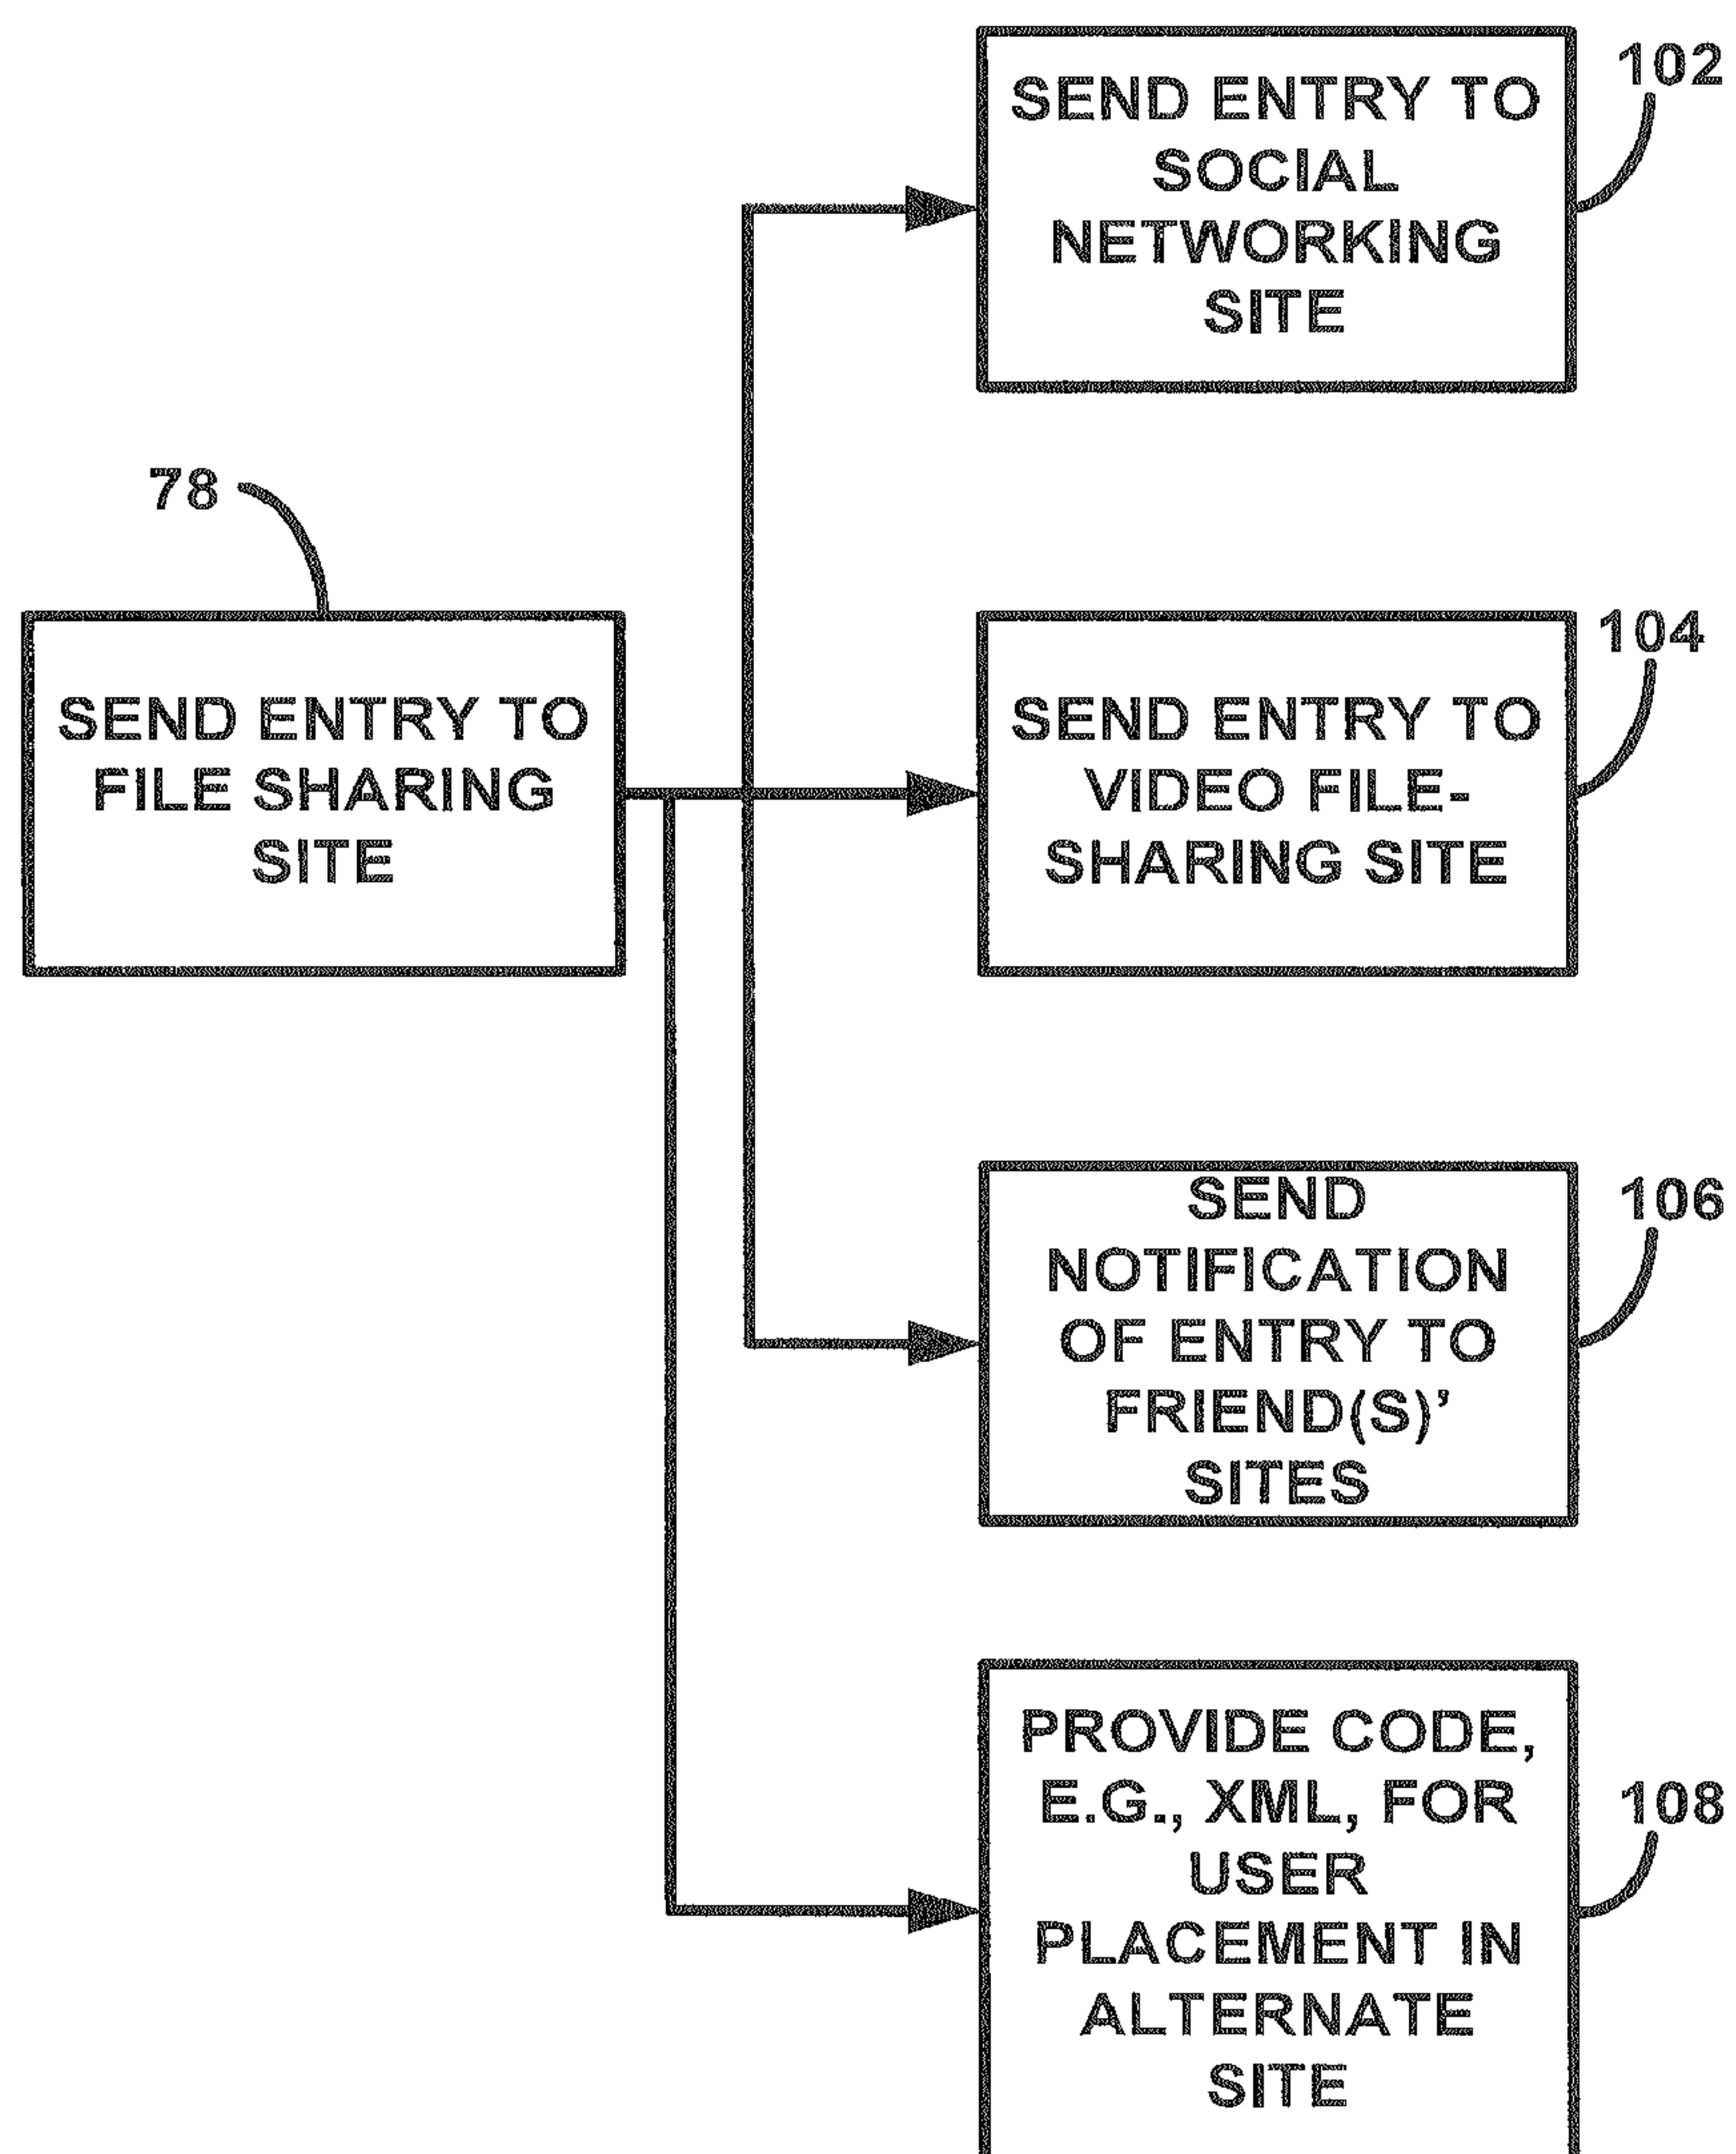 102
SEND ENTRY TO
SOCIAL
NETWORKING
SITE
78
SEND ENTRY TO
FILE SHARING
SITE
104
SEND ENTRY TO
VIDEO FILE-
SHARING SITE
106
SEND
NOTIFICATION
OF ENTRY TO
FRIEND(S)’
SITES
108
PROVIDE CODE,
E.G., XML, FOR
USER
PLACEMENT IN
ALTERNATE
SITE